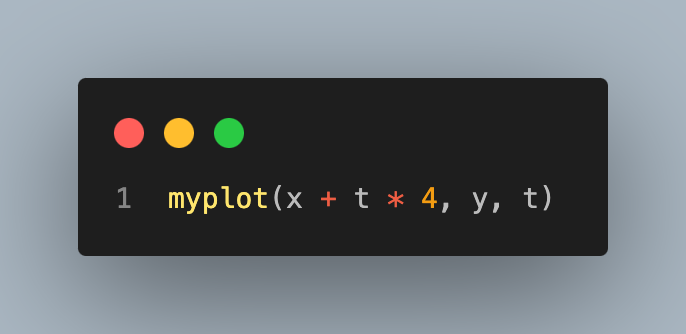 1 myplot(x + t * 4, y, t)